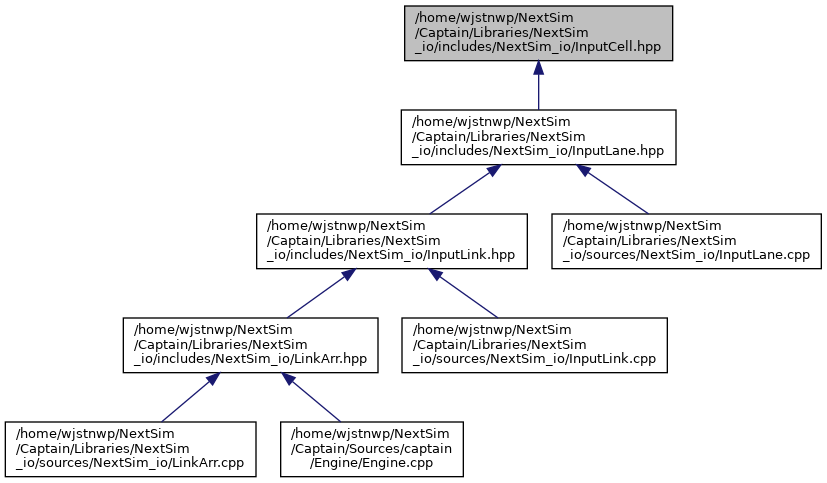 /home/wjstnwp/NextSim
/Captain/Libraries/NextSim
_io/includes/NextSim_io/InputCell.hpp
/home/wjstnwp/NextSim
/Captain/Libraries/NextSim
_io/includes/NextSim_io/InputLane.hpp
/home/wjstnwp/NextSim
/Captain/Libraries/NextSim
_io/includes/NextSim_io/InputLink.hpp
/home/wjstnwp/NextSim
/Captain/Libraries/NextSim
_io/sources/NextSim_io/InputLane.cpp
/home/wjstnwp/NextSim
/Captain/Libraries/NextSim
_io/includes/NextSim_io/LinkArr.hpp
/home/wjstnwp/NextSim
/Captain/Libraries/NextSim
_io/sources/NextSim_io/InputLink.cpp
/home/wjstnwp/NextSim
/Captain/Libraries/NextSim
_io/sources/NextSim_io/LinkArr.cpp
/home/wjstnwp/NextSim
/Captain/Sources/captain
/Engine/Engine.cpp